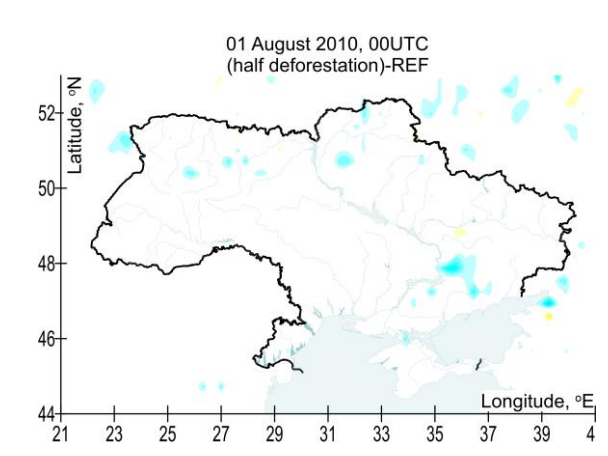 01 August 2010, 00UTC
(half deforestation)-REF
Latitude, °N
52
50
48
46
44
Longitude, °E
21 23 25 27 29 31 33 35 37 39 4